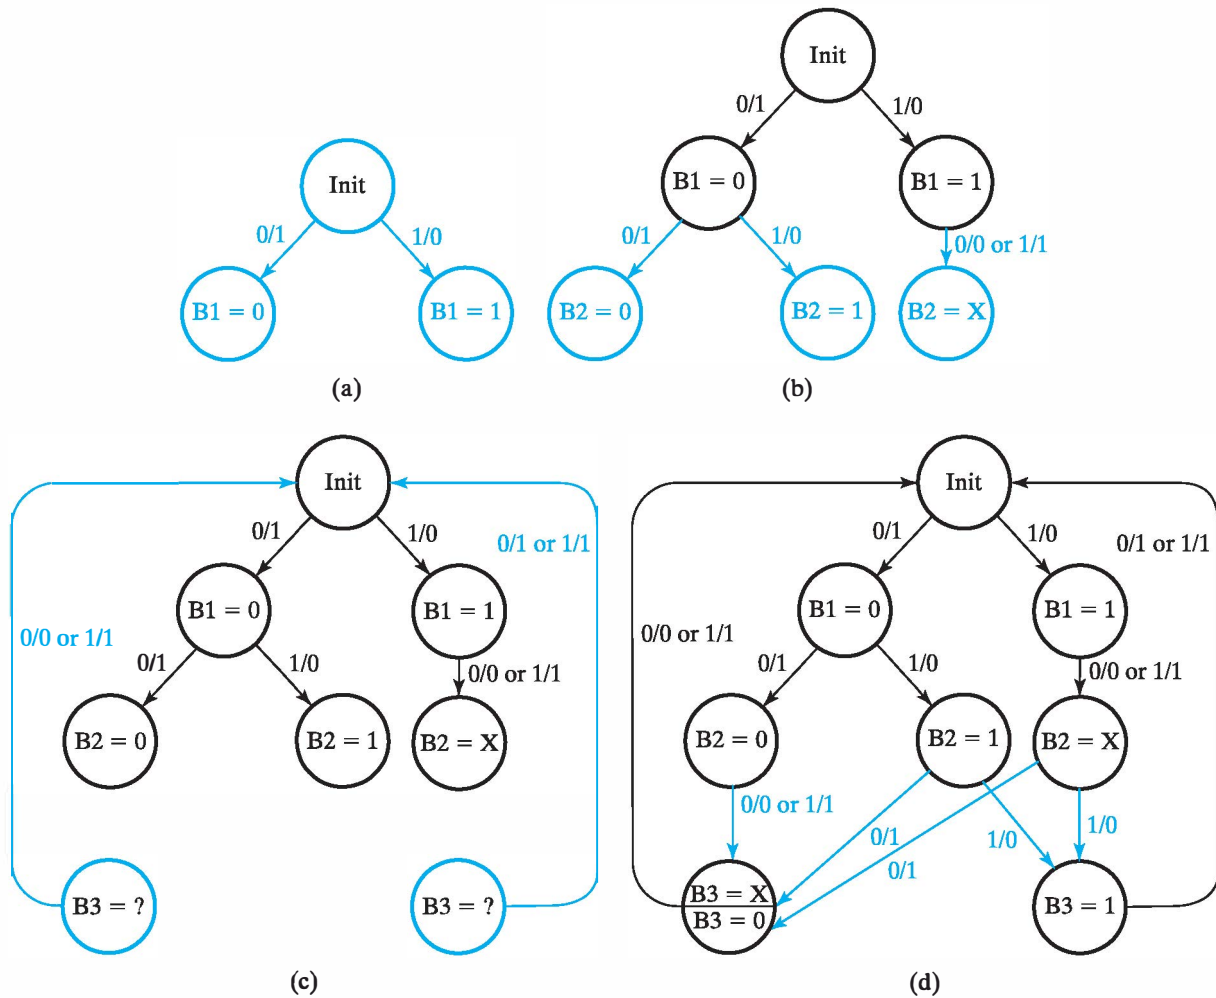 Init
0/1
1/0
B1 = 0
B1 = 1
(a)
Init
0/1
1/0
B1 = 0
B1 = 1
0/1
1/0
0/0 or 1/1
B2 = 0
B2 = 1
B2 = X
(b)
Init
0/1
1/0
0/1 or 1/1
B1 = 0
B1 = 1
0/0 or 1/1
0/1
1/0
0/0 or 1/1
B2 = 0
B2 = 1
B2 = X
B3 = ?
B3 = ?
(c)
Init
0/1
1/0
0/1 or 1/1
B1 = 0
B1 = 1
0/0 or 1/1
0/1
1/0
0/0 or 1/1
B2 = 0
B2 = 1
B2 = X
0/0 or 1/1
0/1
0/1
1/0
1/0
B3 = X
B3 = 0
B3 = 1
(d)